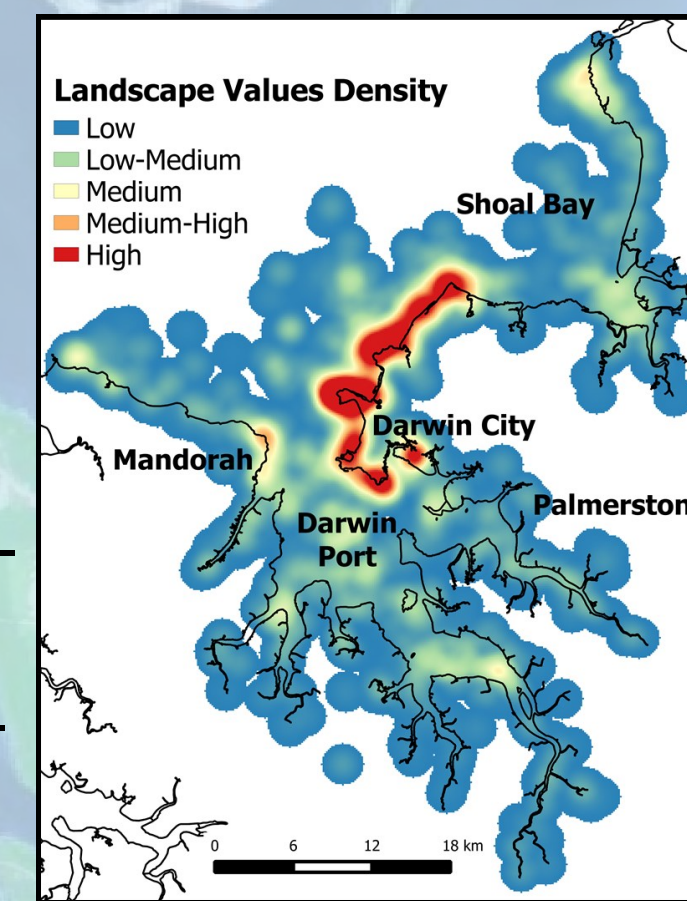 Landscape Values Density
Low
Low-Medium
Medium
Medium-High
High
Shoal Bay
Darwin City
Mandorah
Palmerston
Darwin
Port
0 6 12 18 km